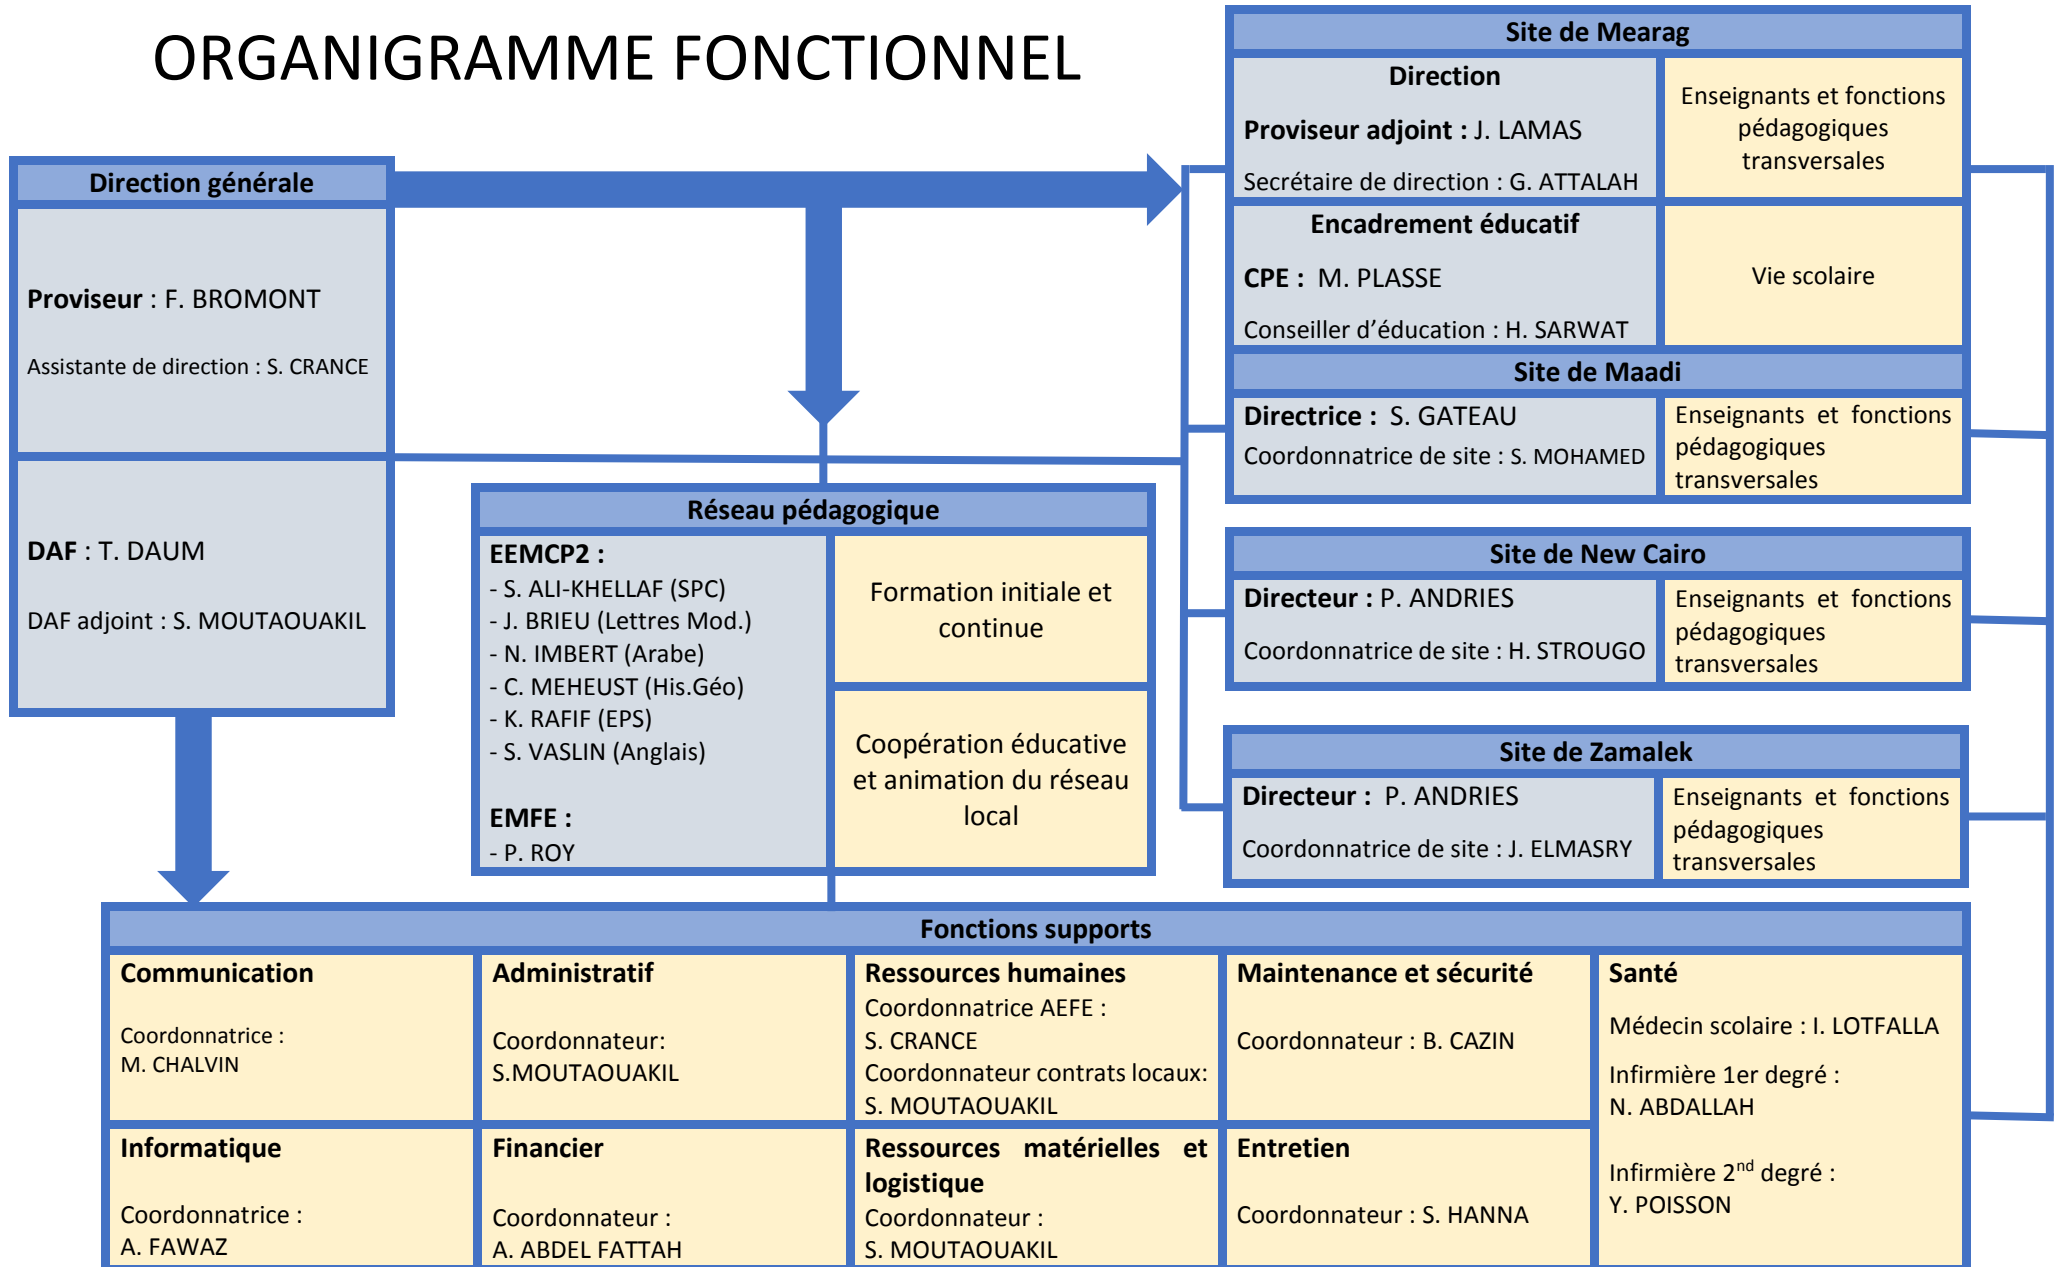 ORGANIGRAMME FONCTIONNEL
Direction générale
Proviseur : F. BROMONT
Assistante de direction : S. CRANCE
DAF : T. DAUM
DAF adjoint : S. MOUTAOUAKIL
Site de Mearag
Direction
Proviseur adjoint : J. LAMAS
Secrétaire de direction : G. ATTALAH
Enseignants et fonctions
pédagogiques
transversales
Encadrement éducatif
CPE : M. PLASSE
Conseiller d’éducation : H. SARWAT
Vie scolaire
Site de Maadi
Directrice : S. GATEAU
Coordonnatrice de site : S. MOHAMED
Enseignants et fonctions
pédagogiques
transversales
Site de New Cairo
Directeur : P. ANDRIES
Coordonnatrice de site : H. STROUGO
Enseignants et fonctions
pédagogiques
transversales
Site de Zamalek
Directeur : P. ANDRIES
Coordonnatrice de site : J. ELMASRY
Enseignants et fonctions
pédagogiques
transversales
Réseau pédagogique
EEMCP2 :
- S. ALI-KHELLAF (SPC)
- J. BRIEU (Lettres Mod.)
- N. IMBERT (Arabe)
- C. MEHEUST (His.Géo)
- K. RAFIF (EPS)
- S. VASLIN (Anglais)
EMFE :
- P. ROY
Formation initiale et
continue
Coopération éducative
et animation du réseau
local
Fonctions supports
Communication
Coordonnatrice :
M. CHALVIN
Administratif
Coordonnateur:
S.MOUTAOUAKIL
Ressources humaines
Coordonnatrice AEFE :
S. CRANCE
Coordonnateur contrats locaux:
S. MOUTAOUAKIL
Maintenance et sécurité
Coordonnateur : B. CAZIN
Santé
Médecin scolaire : I. LOTFALLA
Infirmière 1er degré :
N. ABDALLAH
Infirmière 2nd degré :
Y. POISSON
Informatique
Coordonnatrice :
A. FAWAZ
Financier
Coordonnateur :
A. ABDEL FATTAH
Ressources matérielles et
logistique
Coordonnateur :
S. MOUTAOUAKIL
Entretien
Coordonnateur : S. HANNA